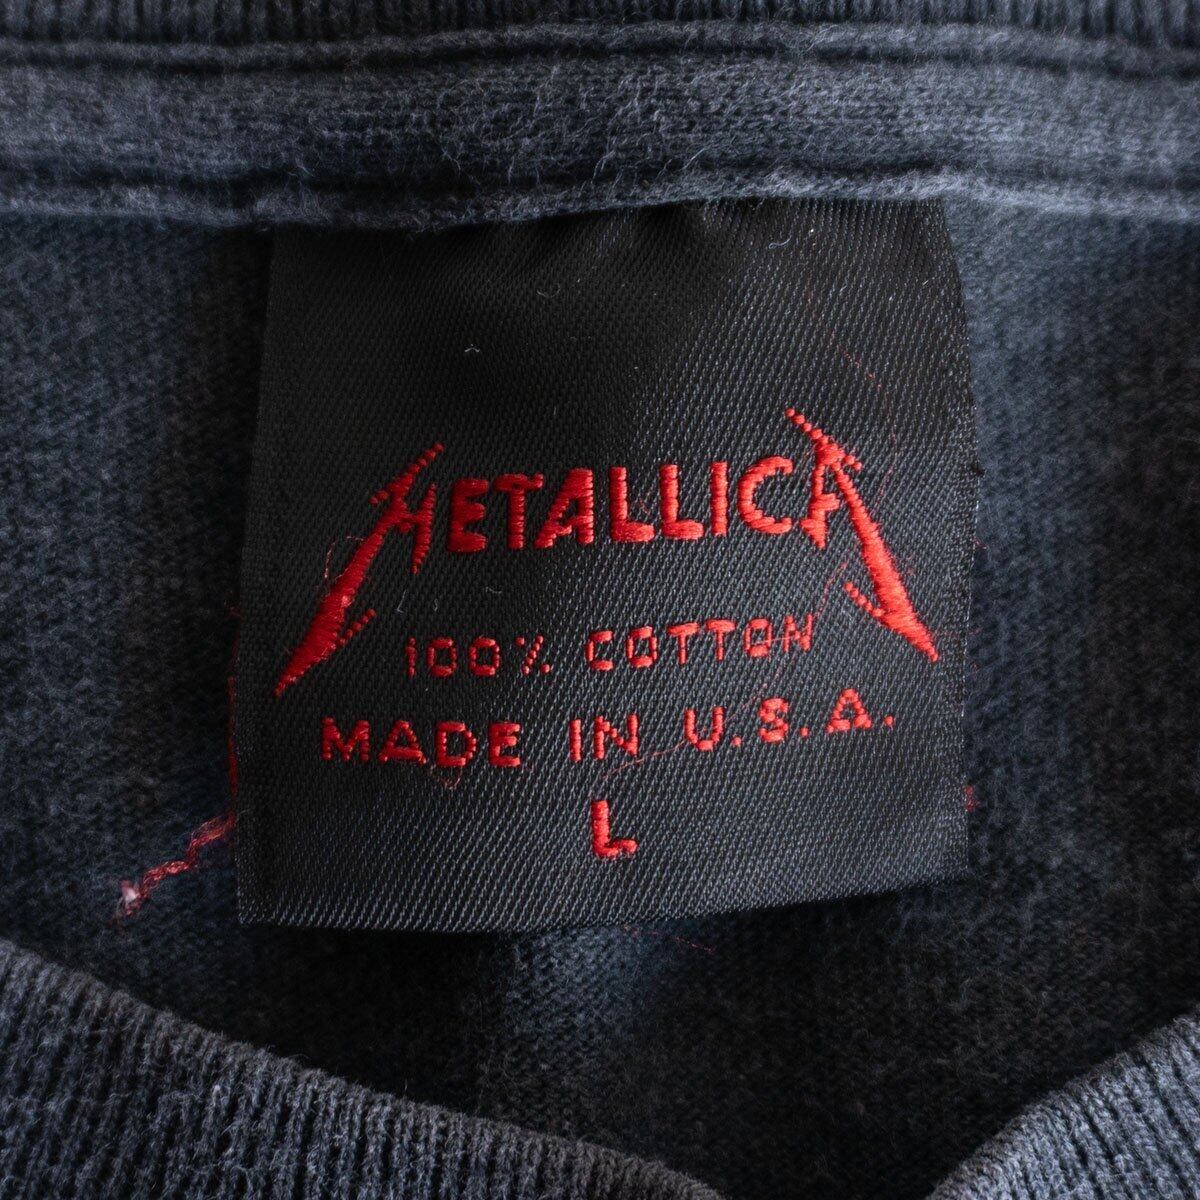 METALLICA
100% COTTON
MADE IN U.S.A.
L